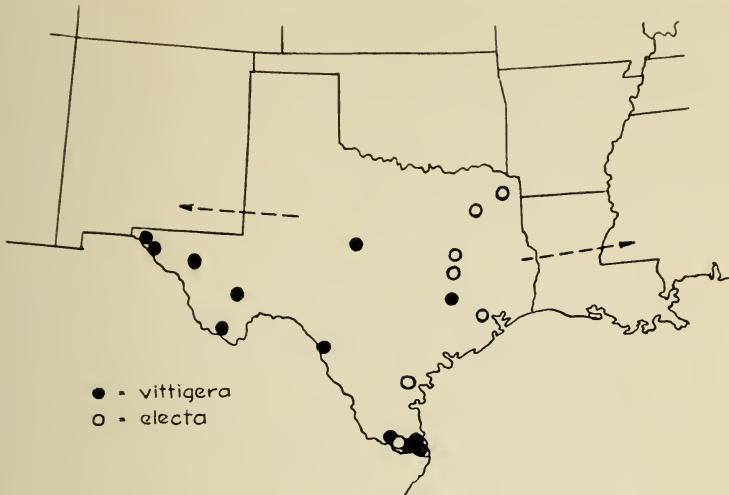 ● = vittigera
○ = electa